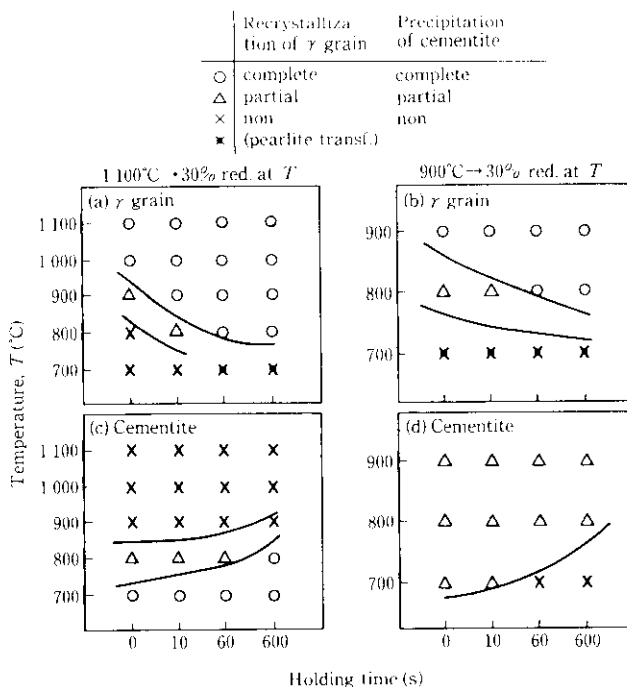 Recrystalliza Precipitation
tion of γ grain of cementite
○ complete complete
△ partial partial
× non non
✖ (pearlite transf.)
1 100°C ・30% red. at T 900°C→30% red. at T
(a) γ grain (b) γ grain
1 100
1 000
900
800
700
900
800
700
(c) Cementite (d) Cementite
1 100
1 000
900
800
700
900
800
700
Temperature, T (°C)
0 10 60 600 0 10 60 600
Holding time (s)